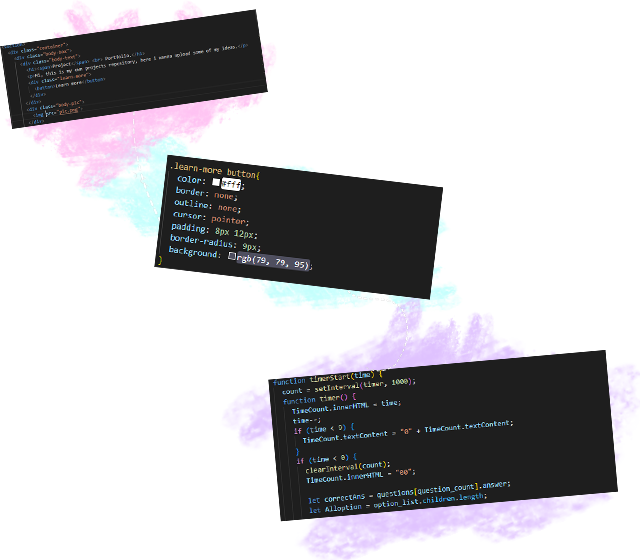 <div class="container">
<div class="body-box">
<div class="body-text">
<h1><span>Project</span> <br> Portfolio.</h1>
<p>Hi, this is my own projects repository, here i wanna upload some of my ideas.</p>
<div class="learn-more">
<button>Learn more</button>
</div>
</div>
<div class="body-pic">
<img src="pic.png">
</div>
.learn-more button{
color: #fff;
border: none;
outline: none;
cursor: pointer;
padding: 8px 12px;
border-radius: 9px;
background: rgb(79, 79, 95);
}
function timerStart(time) {
count = setInterval(timer, 1000);
function timer() {
TimeCount.innerHTML = time;
time--;
if (time < 9) {
TimeCount.textContent = "0" + TimeCount.textContent;
}
if (time < 0) {
clearInterval(count);
TimeCount.innerHTML = "00";
let correctAns = questions[question_count].answer;
let Alloption = option_list.children.length;